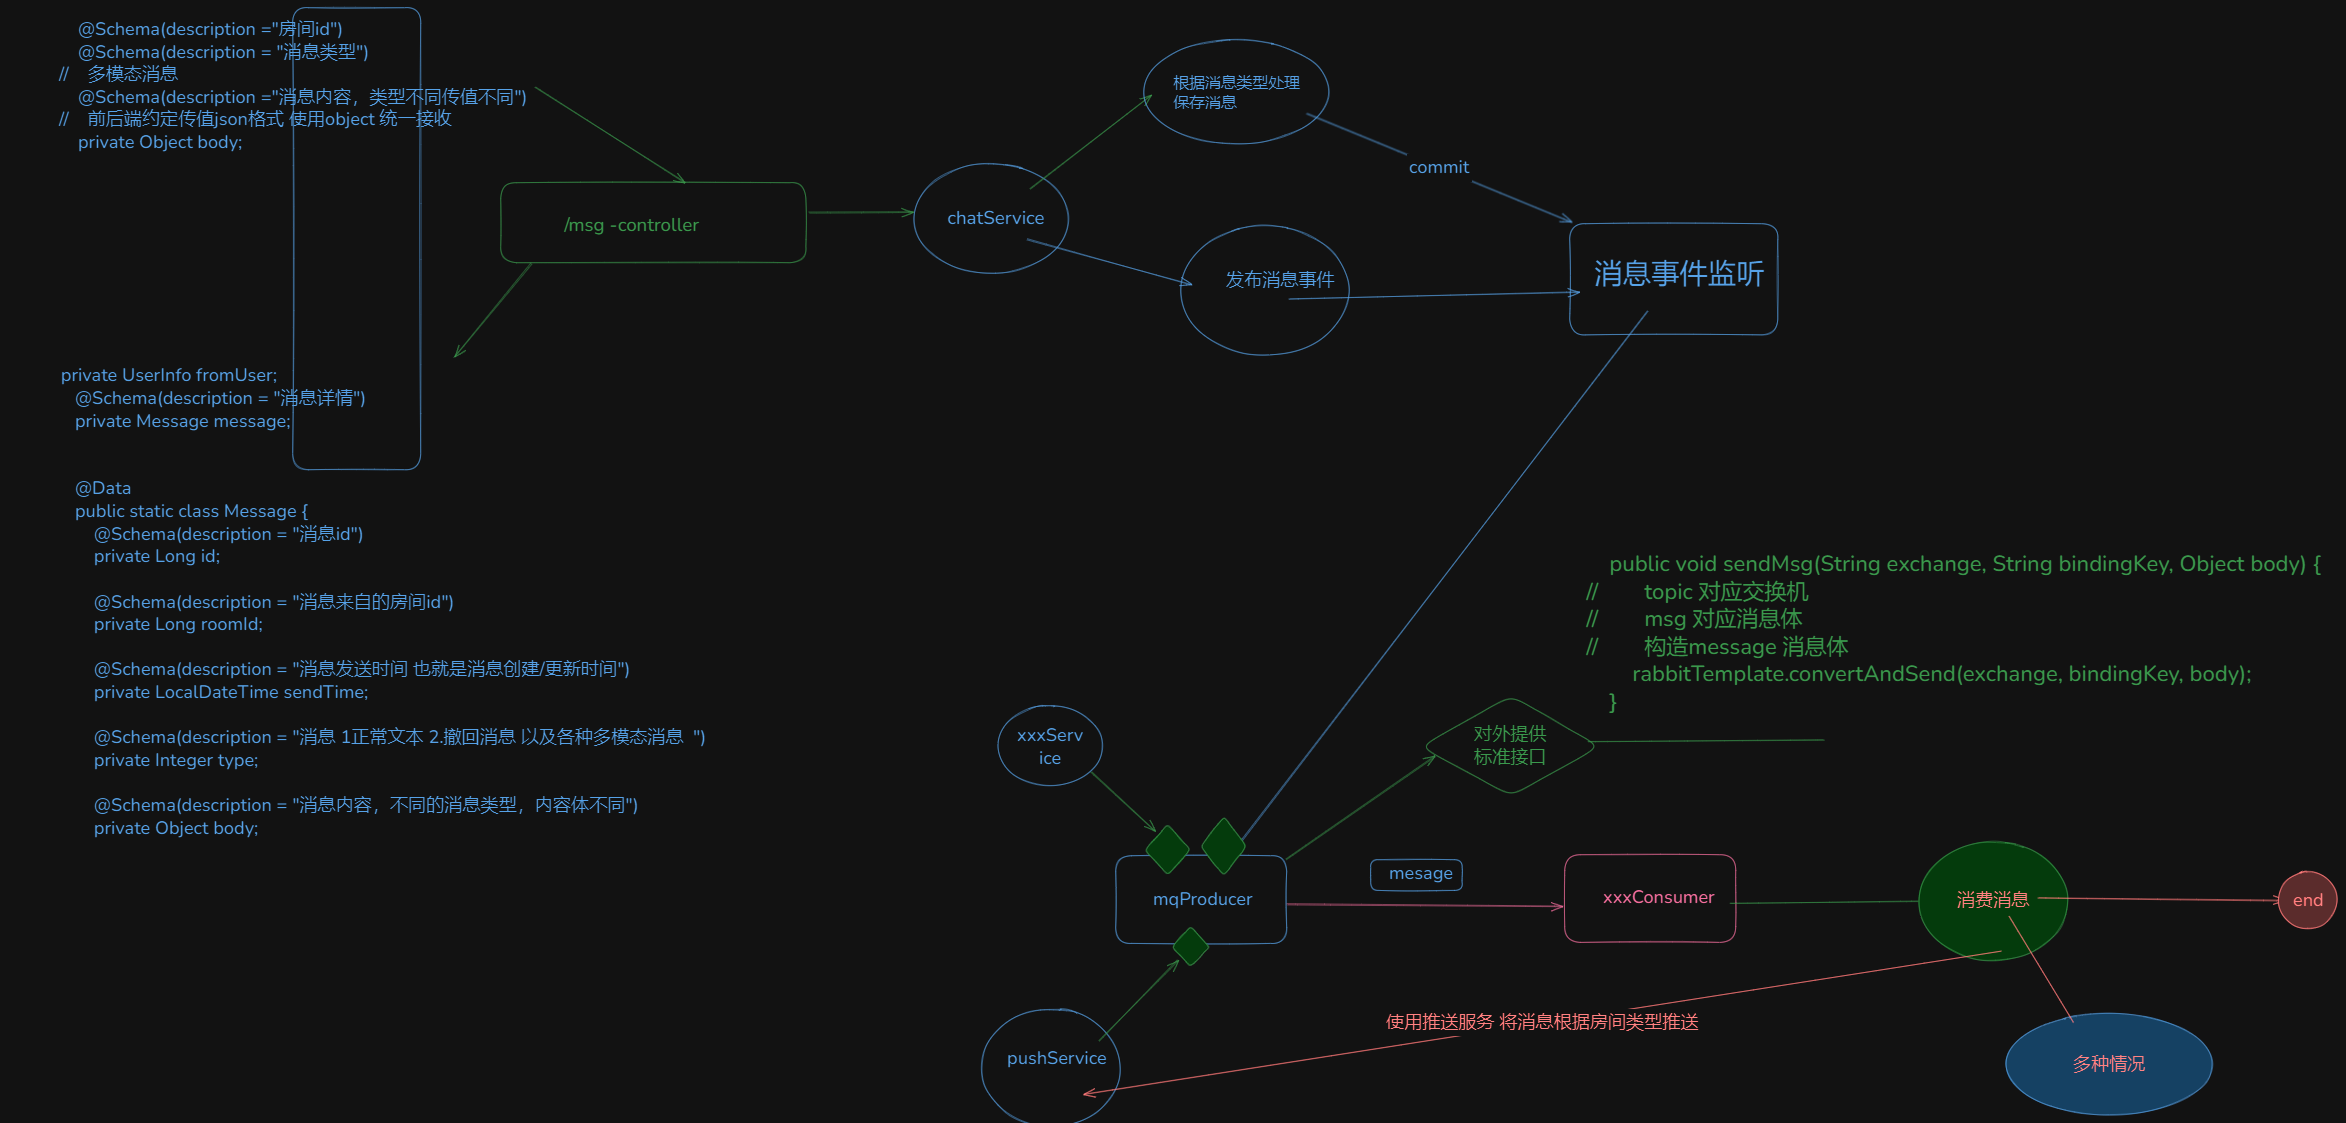 @Schema(description ="房间id")
@Schema(description = "消息类型")
//    多模态消息
@Schema(description ="消息内容，类型不同传值不同")
//    前后端约定传值json格式 使用object 统一接收
private Object body;
/msg -controller
chatService
根据消息类型处理
保存消息
commit
发布消息事件
消息事件监听
private UserInfo fromUser;
@Schema(description = "消息详情")
private Message message;
@Data
public static class Message {
@Schema(description = "消息id")
private Long id;
@Schema(description = "消息来自的房间id")
private Long roomId;
@Schema(description = "消息发送时间 也就是消息创建/更新时间")
private LocalDateTime sendTime;
@Schema(description = "消息 1正常文本 2.撤回消息 以及各种多模态消息  ")
private Integer type;
@Schema(description = "消息内容，不同的消息类型，内容体不同")
private Object body;
public void sendMsg(String exchange, String bindingKey, Object body) {
//        topic 对应交换机
//        msg 对应消息体
//        构造message 消息体
rabbitTemplate.convertAndSend(exchange, bindingKey, body);
}
xxxServ
ice
对外提供
标准接口
mqProducer
mesage
xxxConsumer
消费消息
end
使用推送服务 将消息根据房间类型推送
pushService
多种情况